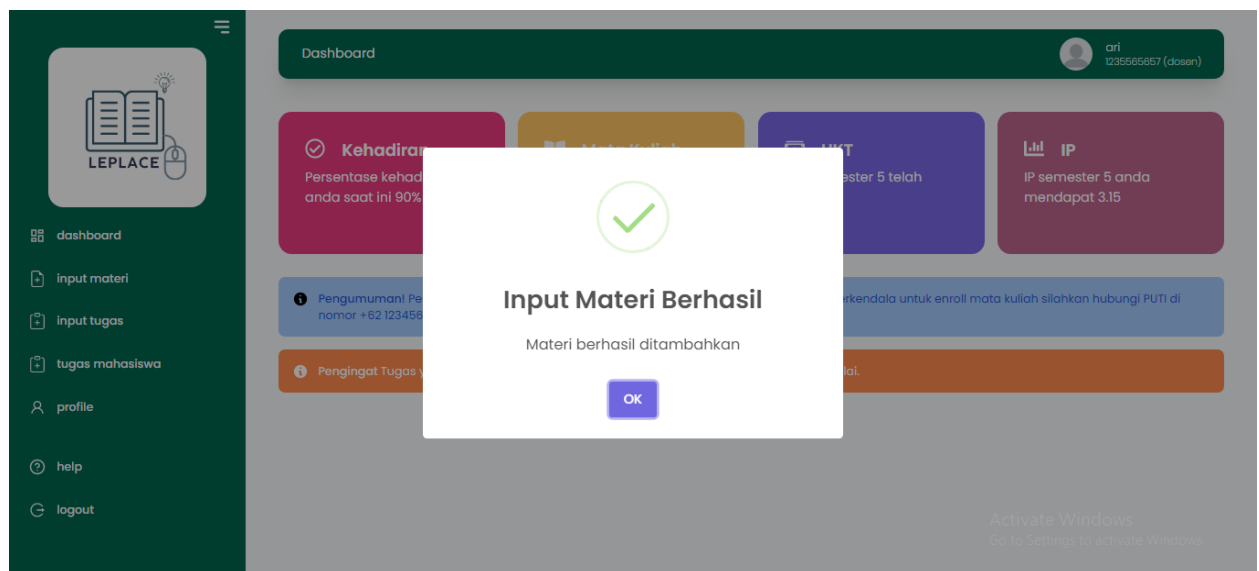 LEPLACE
dashboard
input materi
input tugas
tugas mahasiswa
profile
help
logout
Dashboard
ari
1235565657 (dosen)
Kehadiran
Persentase kehad
anda saat ini 90%
Mata Kuliah
UKT
ester 5 telah
IP
IP semester 5 anda
mendapat 3.15
Pengumuman! Pe
erkendala untuk enroll mata kuliah silahkan hubungi PUTI di
nomor +62 123456
Pengingat Tugas y
lai.
Input Materi Berhasil
Materi berhasil ditambahkan
OK
Activate Windows
Go to Settings to activate Windows.